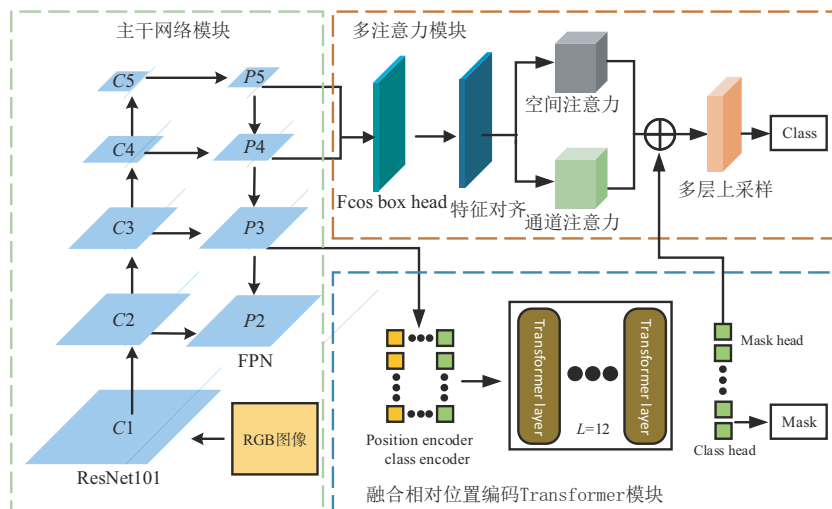 主干网络模块
C5
P5
C4
P4
C3
P3
C2
P2
FPN
C1
RGB图像
ResNet101
多注意力模块
空间注意力
Fcos box head
特征对齐
通道注意力
多层上采样
Class
Position encoder
class encoder
Transformer layer
Transformer layer
L=12
Mask head
Class head
Mask
融合相对位置编码Transformer模块